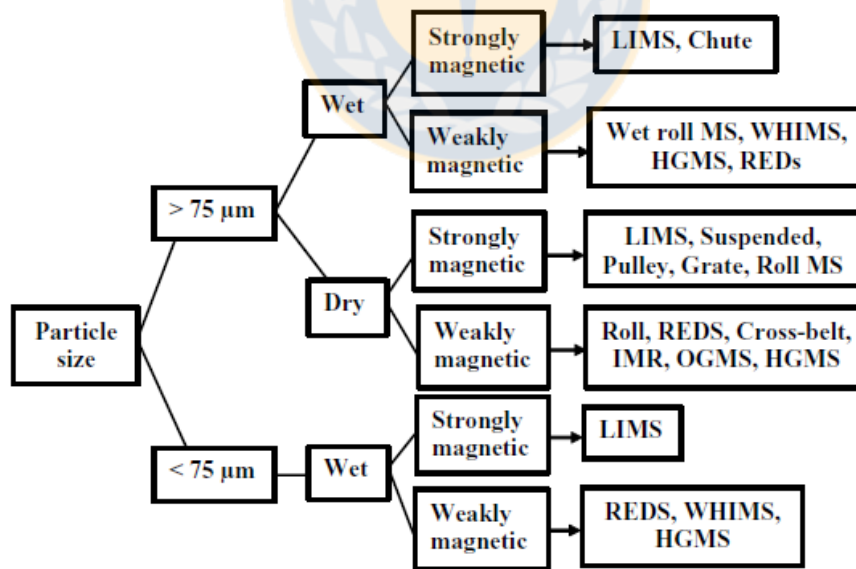 Strongly
magnetic
LIMS, Chute
Wet
Weakly
magnetic
Wet roll MS, WHIMS,
HGMS, REDs
> 75 μm
Strongly
magnetic
LIMS, Suspended,
Pulley, Grate, Roll MS
Dry
Weakly
magnetic
Roll, REDS, Cross-belt,
IMR, OGMS, HGMS
Particle
size
Strongly
magnetic
LIMS
< 75 μm
Wet
Weakly
magnetic
REDS, WHIMS,
HGMS